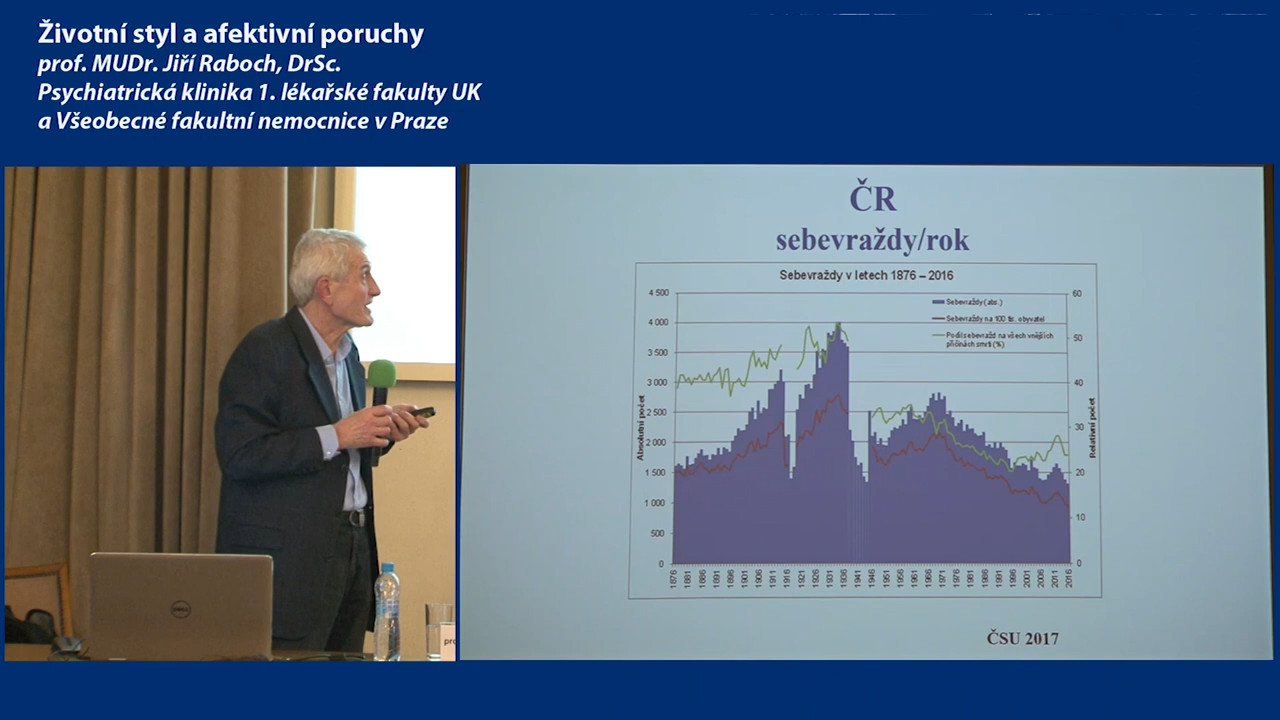 Životní styl a afektivní poruchy
prof. MUDr. Jiří Raboch, DrSc.
Psychiatrická klinika 1. lékařské fakulty UK
a Všeobecné fakultní nemocnice v Praze
ČR
sebevraždy/rok
Sebevraždy v letech 1876 – 2016
Sebevraždy (abs.)
Sebevraždy na 100 tis. obyvatel
Podíl sebevražd na všech vnějších
příčinách smrti (%)
Absolutní počet
4 500
4 000
3 500
3 000
2 500
2 000
1 500
1 000
500
0
60
50
40
30
20
10
0
Relativní počet
1876 1881 1886 1891 1896 1901 1906 1911 1916 1921 1926 1931 1936 1941 1946 1951 1956 1961 1966 1971 1976 1981 1986 1991 1996 2001 2006 2011 2016
ČSU 2017
DELL
pro